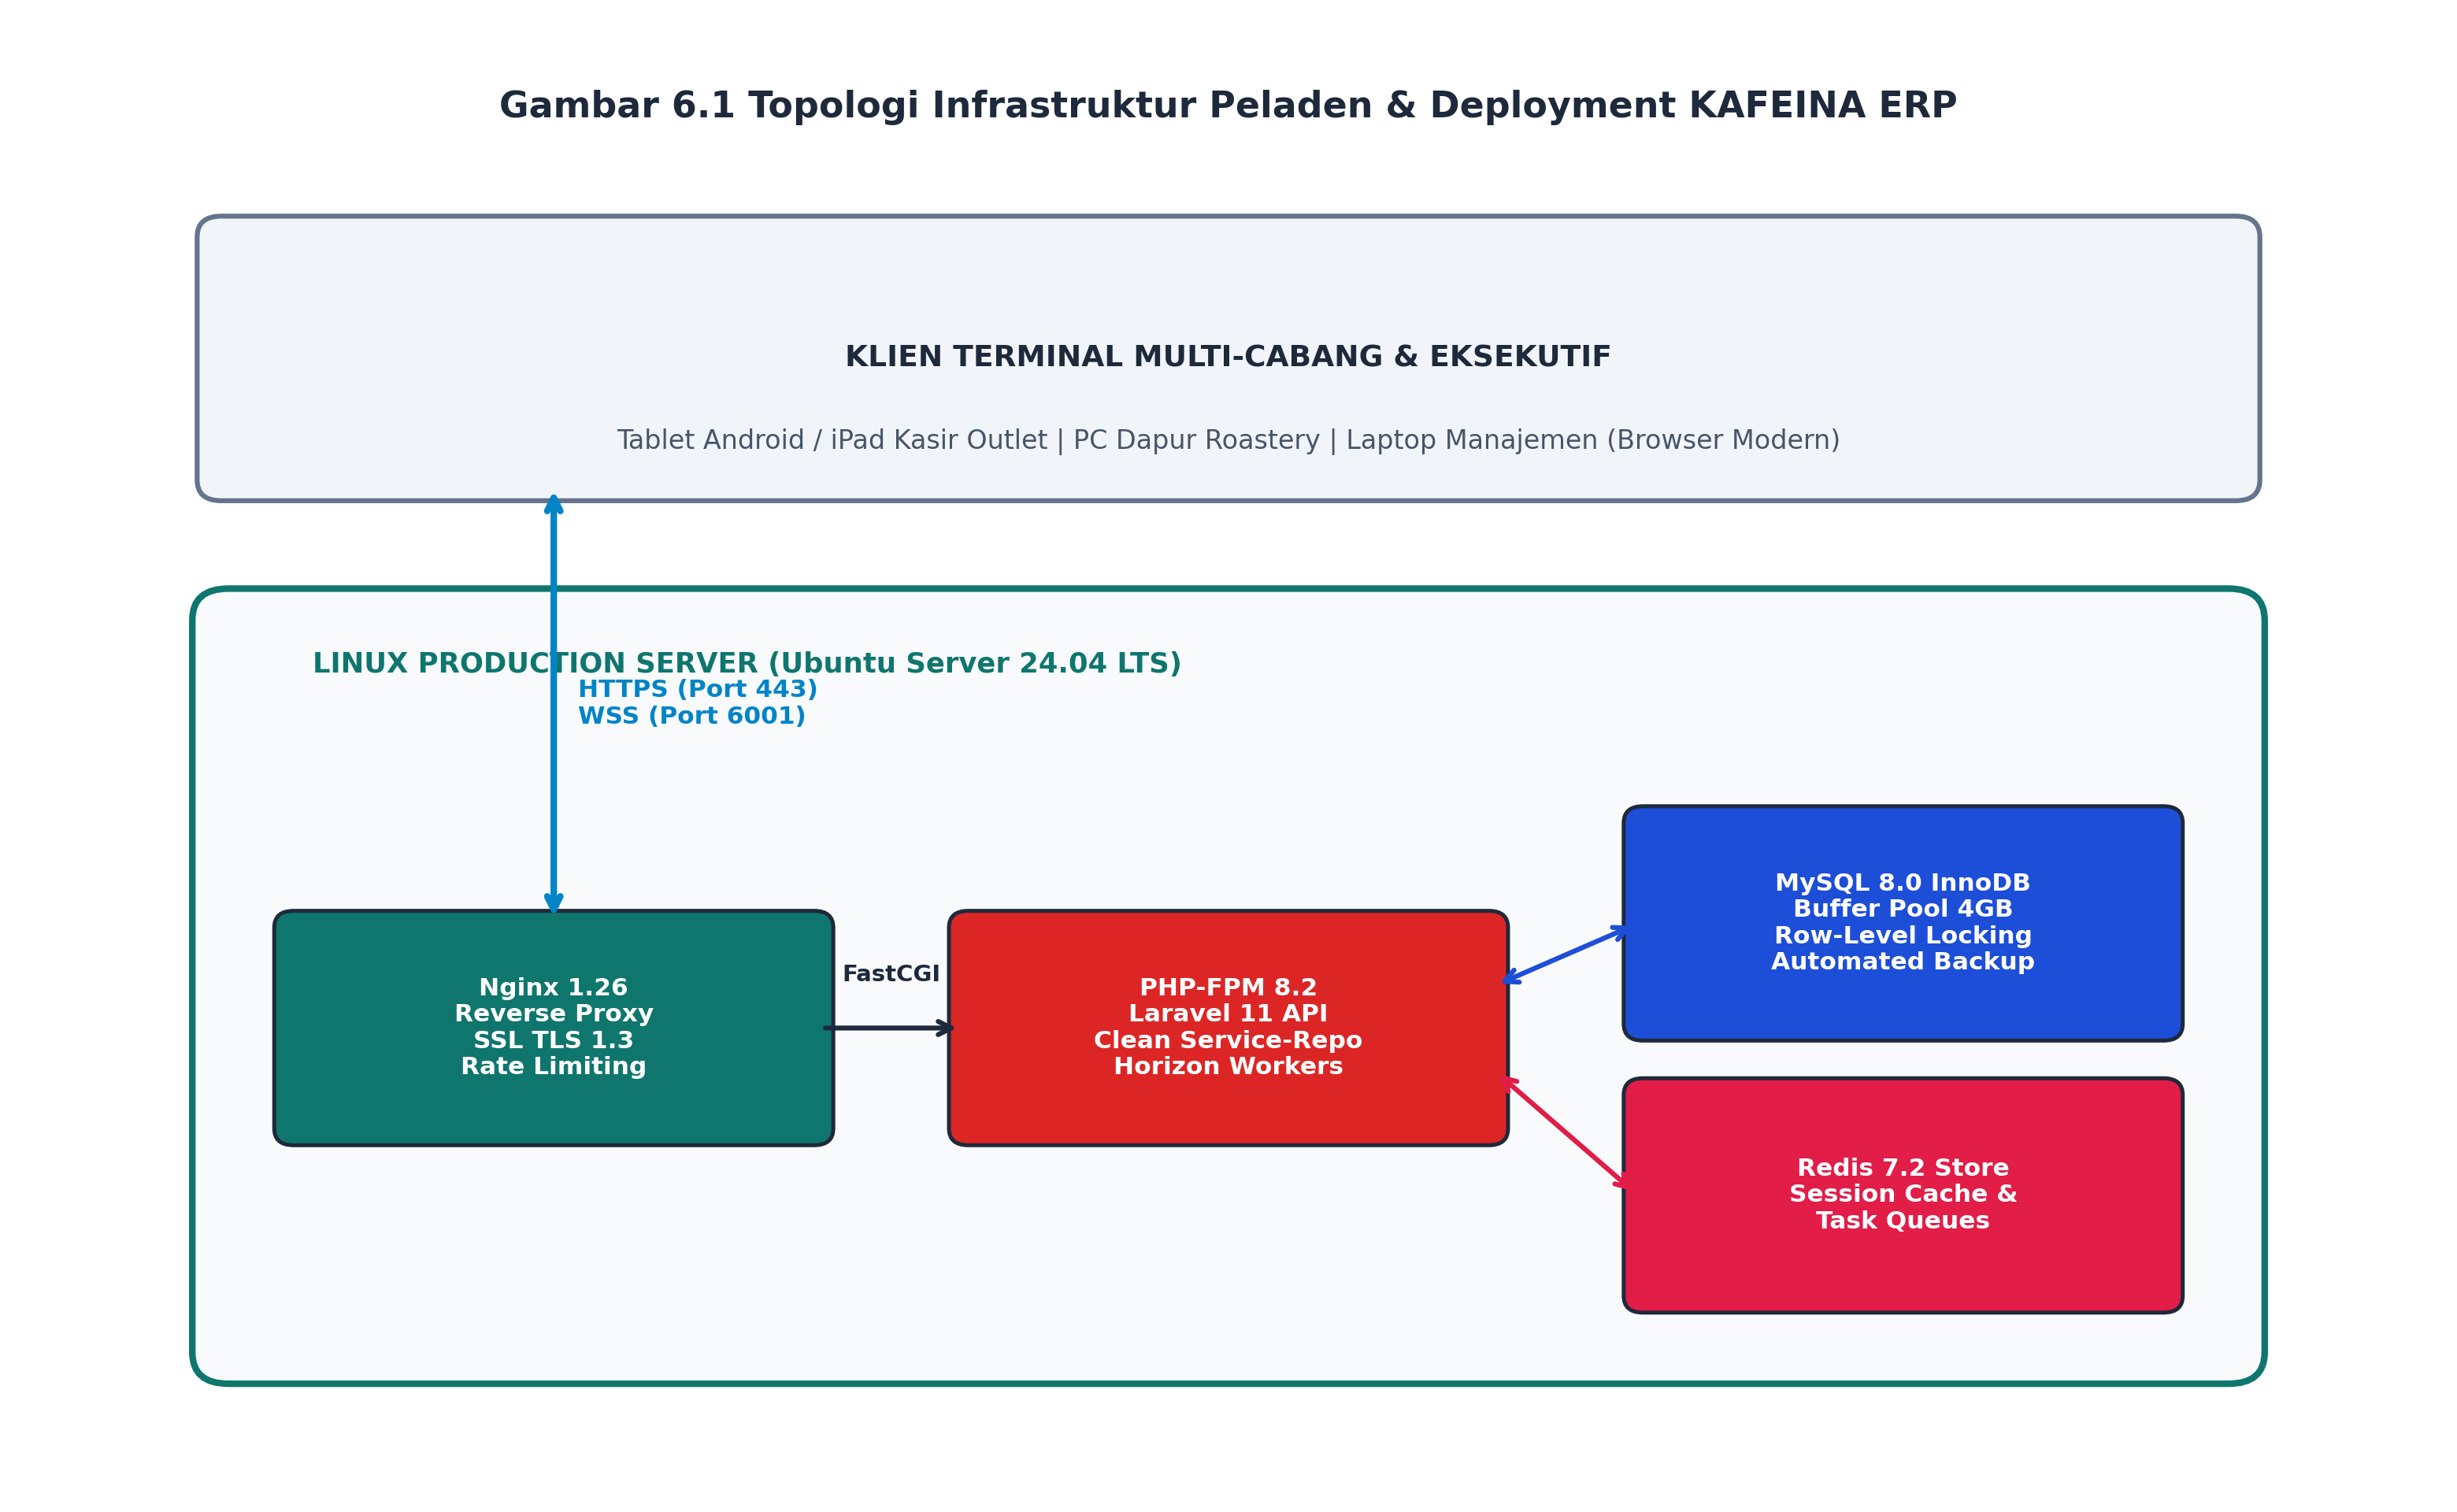 Gambar 6.1 Topologi Infrastruktur Peladen & Deployment KAFEINA ERP
KLIEN TERMINAL MULTI-CABANG & EKSEKUTIF
Tablet Android / iPad Kasir Outlet | PC Dapur Roastery | Laptop Manajemen (Browser Modern)
LINUX PRODUCTION SERVER (Ubuntu Server 24.04 LTS)
HTTPS (Port 443)
WSS (Port 6001)
Nginx 1.26
Reverse Proxy
SSL TLS 1.3
Rate Limiting
FastCGI
PHP-FPM 8.2
Laravel 11 API
Clean Service-Repo
Horizon Workers
MySQL 8.0 InnoDB
Buffer Pool 4GB
Row-Level Locking
Automated Backup
Redis 7.2 Store
Session Cache &
Task Queues